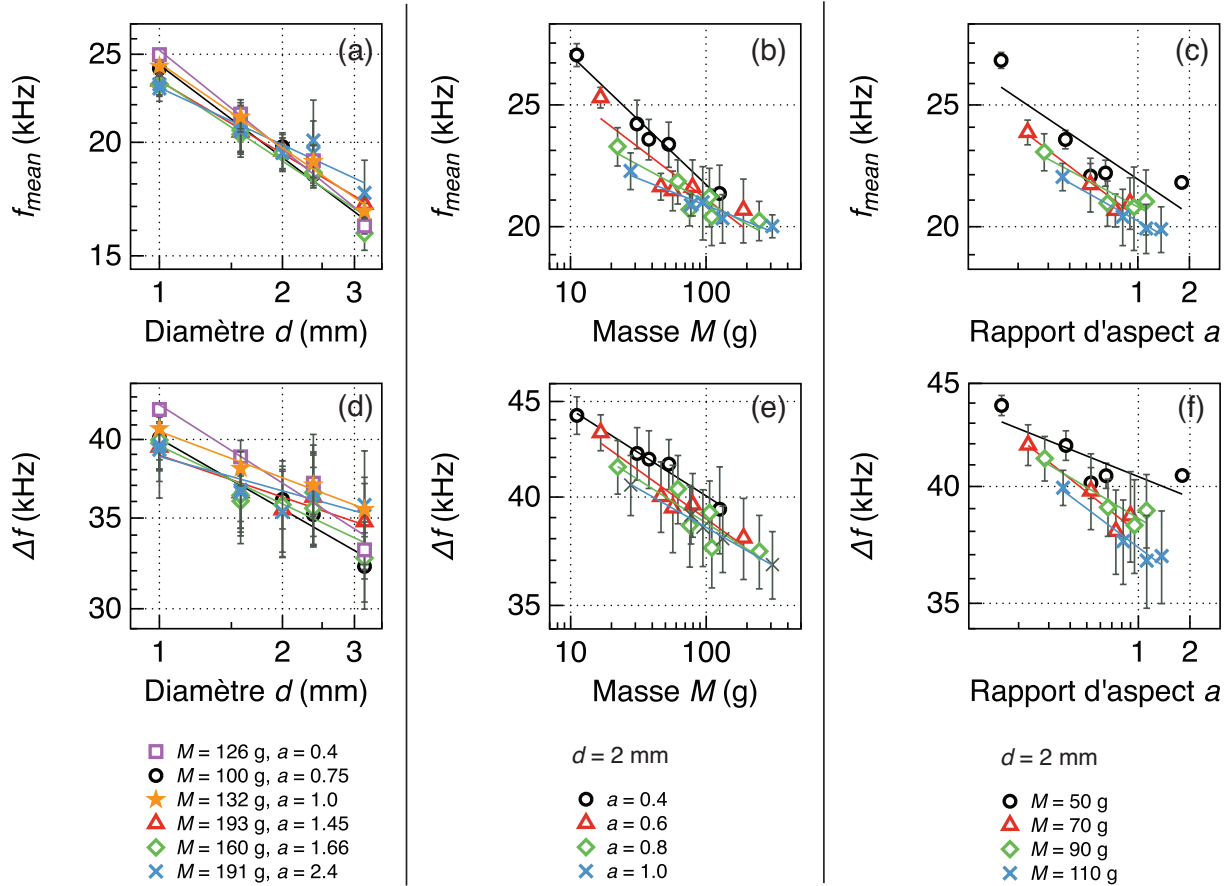 (a)
f_mean (kHz)
25
20
15
1
2
3
Diamètre d (mm)
(b)
f_mean (kHz)
25
20
10
100
Masse M (g)
(c)
f_mean (kHz)
25
20
1
2
Rapport d'aspect a
(d)
Δf (kHz)
40
35
30
1
2
3
Diamètre d (mm)
(e)
Δf (kHz)
45
40
35
10
100
Masse M (g)
(f)
Δf (kHz)
45
40
35
1
2
Rapport d'aspect a
M = 126 g, a = 0.4
M = 100 g, a = 0.75
M = 132 g, a = 1.0
M = 193 g, a = 1.45
M = 160 g, a = 1.66
M = 191 g, a = 2.4
d = 2 mm
a = 0.4
a = 0.6
a = 0.8
a = 1.0
d = 2 mm
M = 50 g
M = 70 g
M = 90 g
M = 110 g